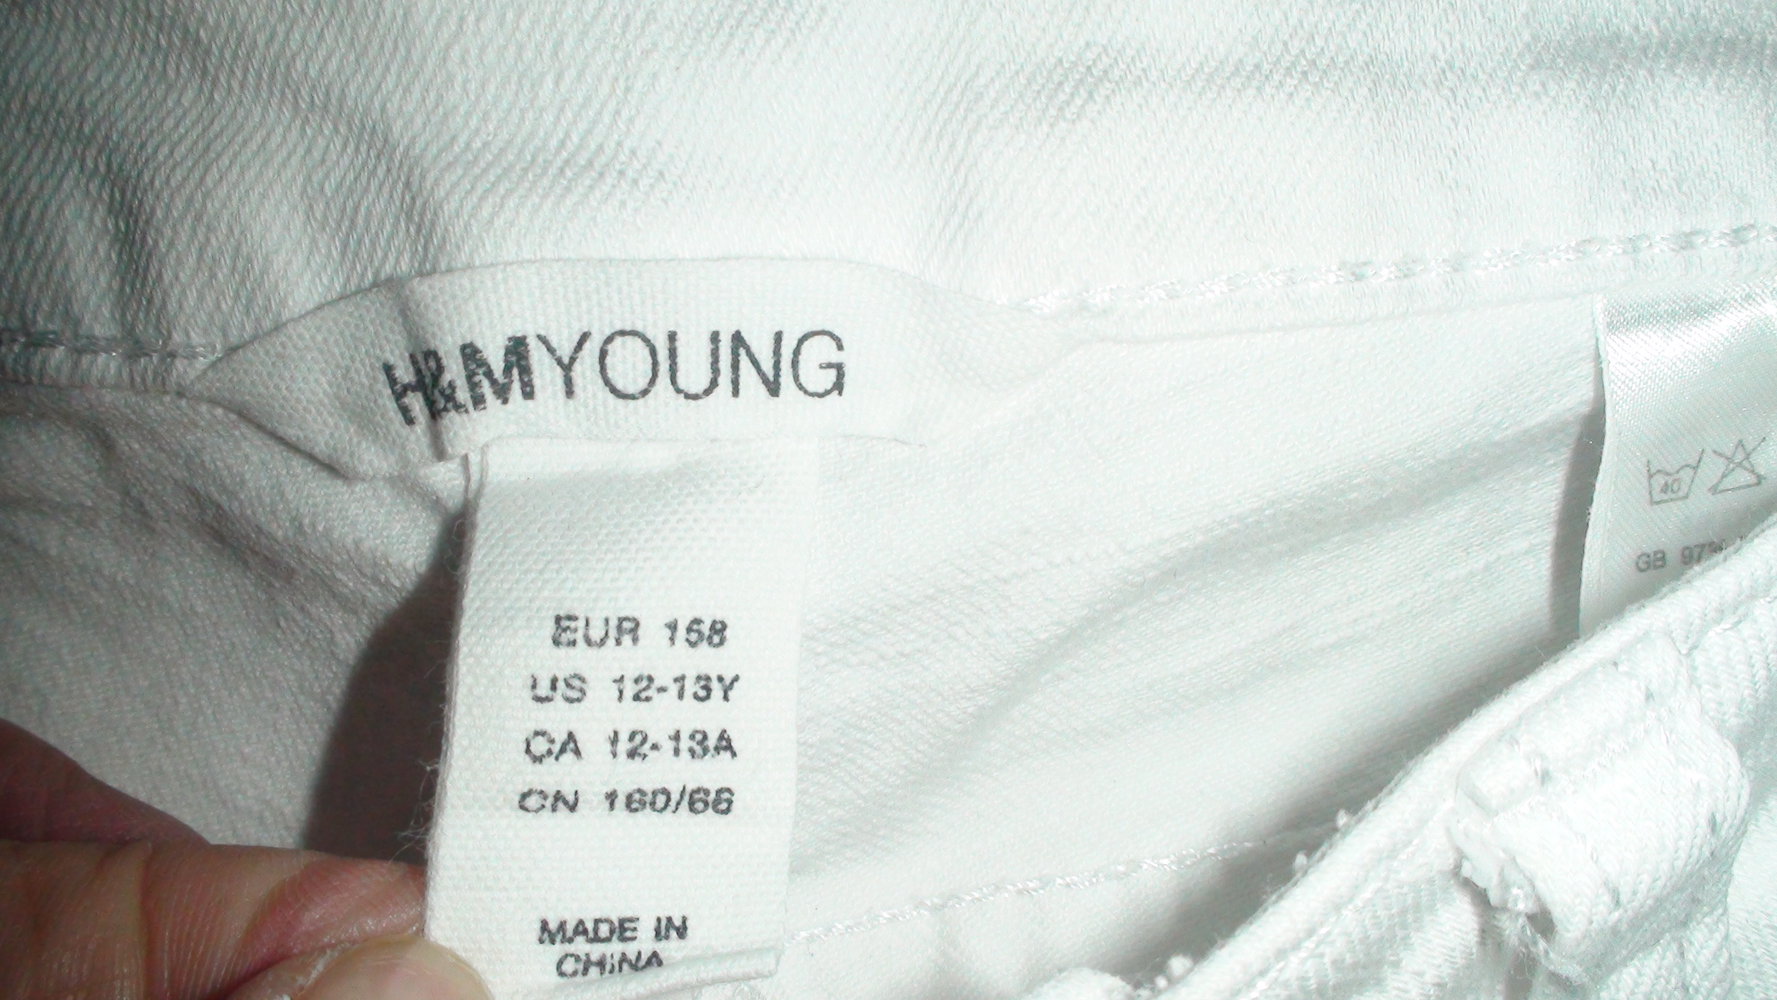 H&MYOUNG
EUR 158
US 12-13Y
CA 12-13A
CN 160/66
MADE IN
CHINA
40
GB 97%